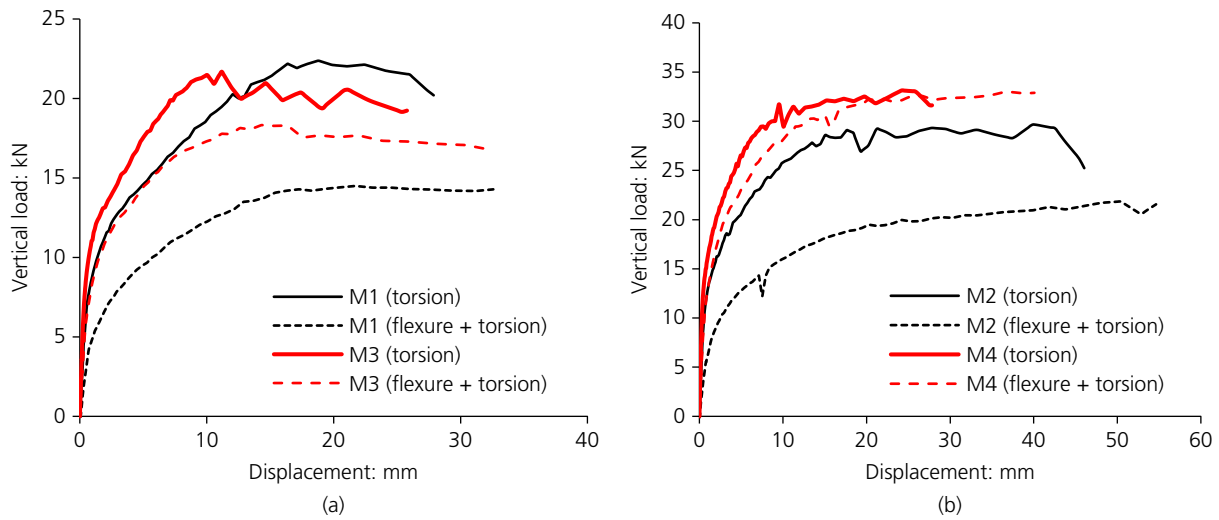 25
20
15
10
5
0
Vertical load: kN
M1 (torsion)
M1 (flexure + torsion)
M3 (torsion)
M3 (flexure + torsion)
0 10 20 30 40
Displacement: mm
(a)
40
35
30
25
20
15
10
5
0
Vertical load: kN
M2 (torsion)
M2 (flexure + torsion)
M4 (torsion)
M4 (flexure + torsion)
0 10 20 30 40 50 60
Displacement: mm
(b)